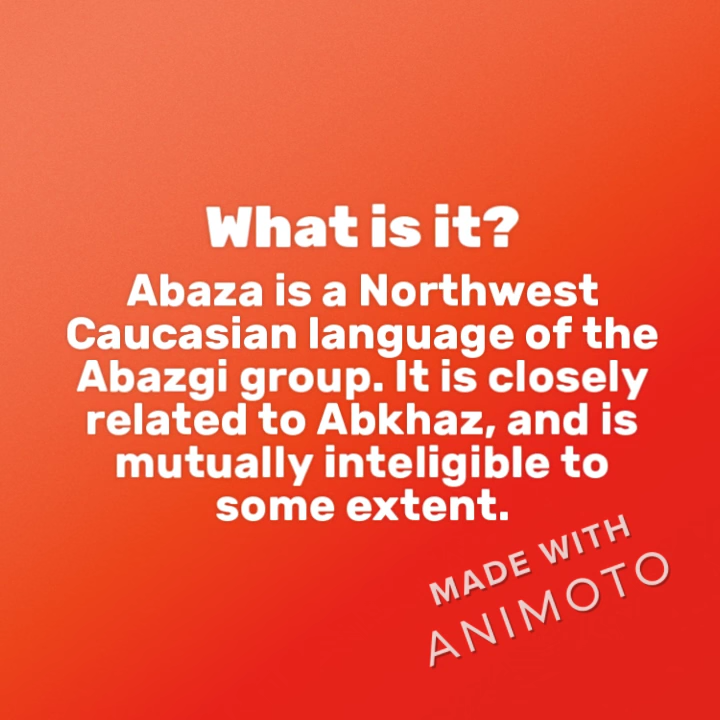 What is it?
Abaza is a Northwest
Caucasian language of the
Abazgi group. It is closely
related to Abkhaz, and is
mutually inteligible to
some extent.
MADE WITH
ANIMOTO